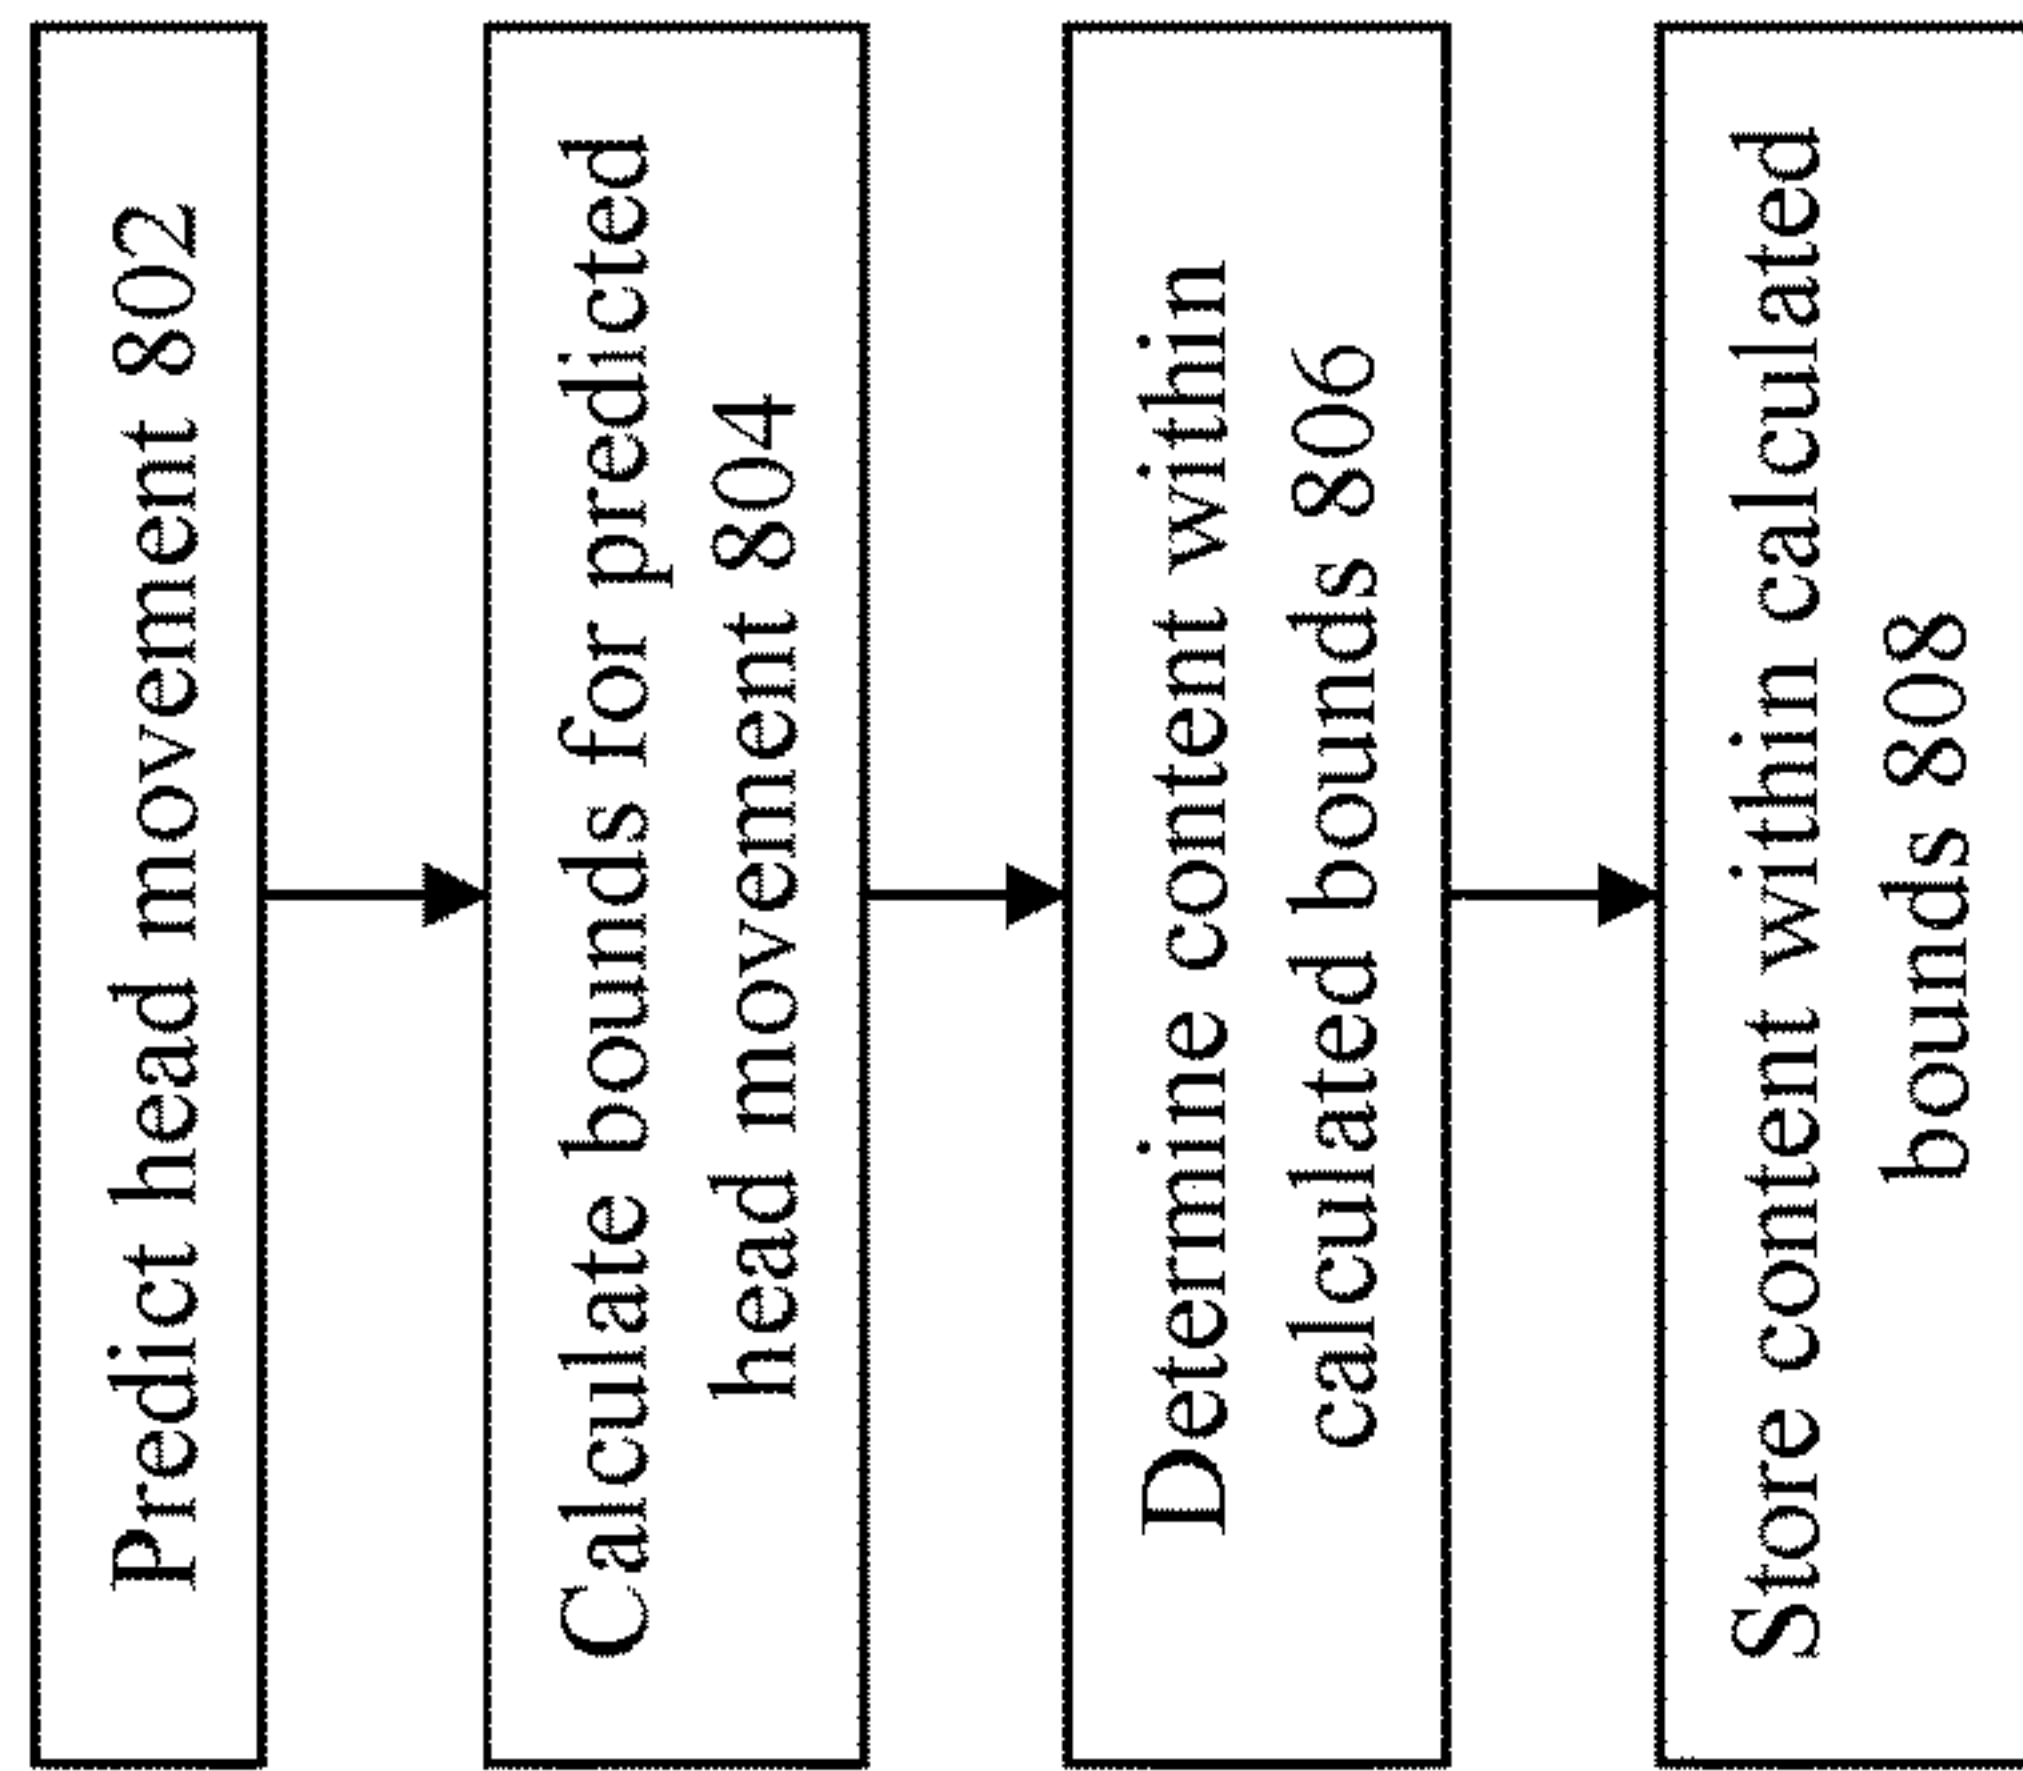 Predict head movement 802
Calculate bounds for predicted
head movement 804
Determine content within
calculated bounds 806
Store content within calculated
bounds 808